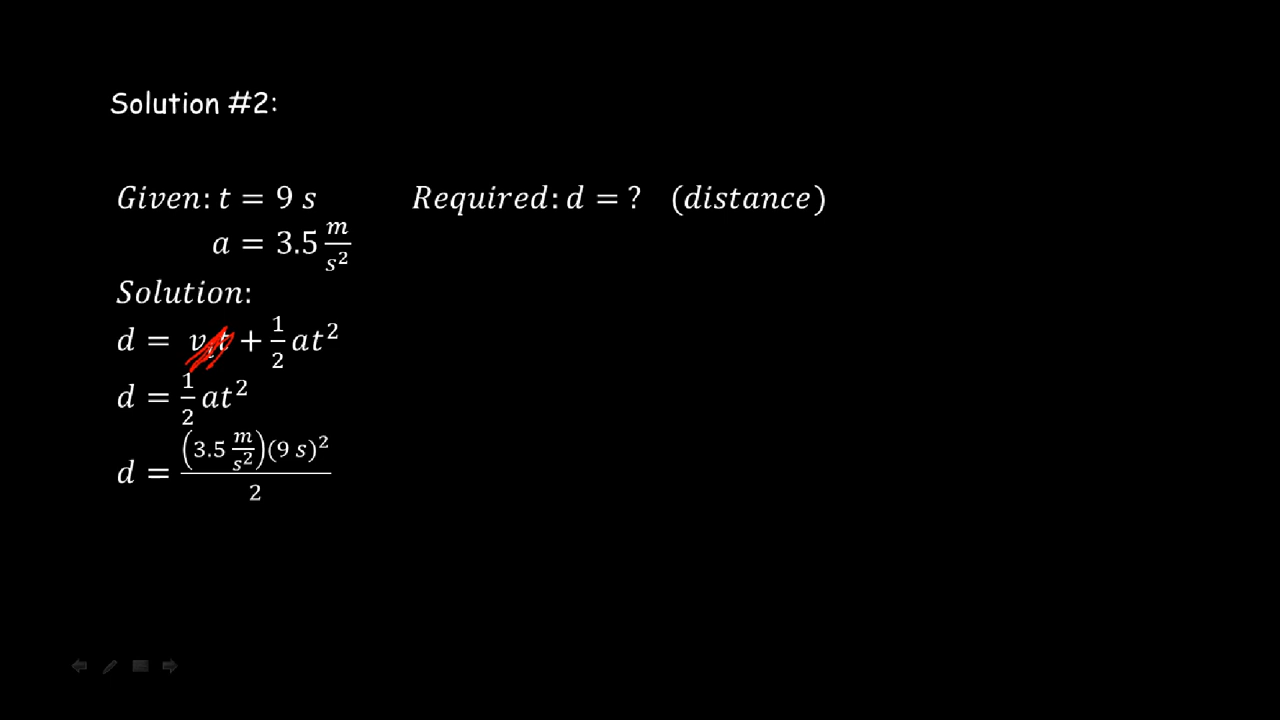 Solution #2:
Given: t = 9 s    Required: d = ?    (distance)
a = 3.5 m/s²
Solution:
d = vᵢt + 1/2 at²
d = 1/2 at²
d = (3.5 m/s²)(9 s)² / 2